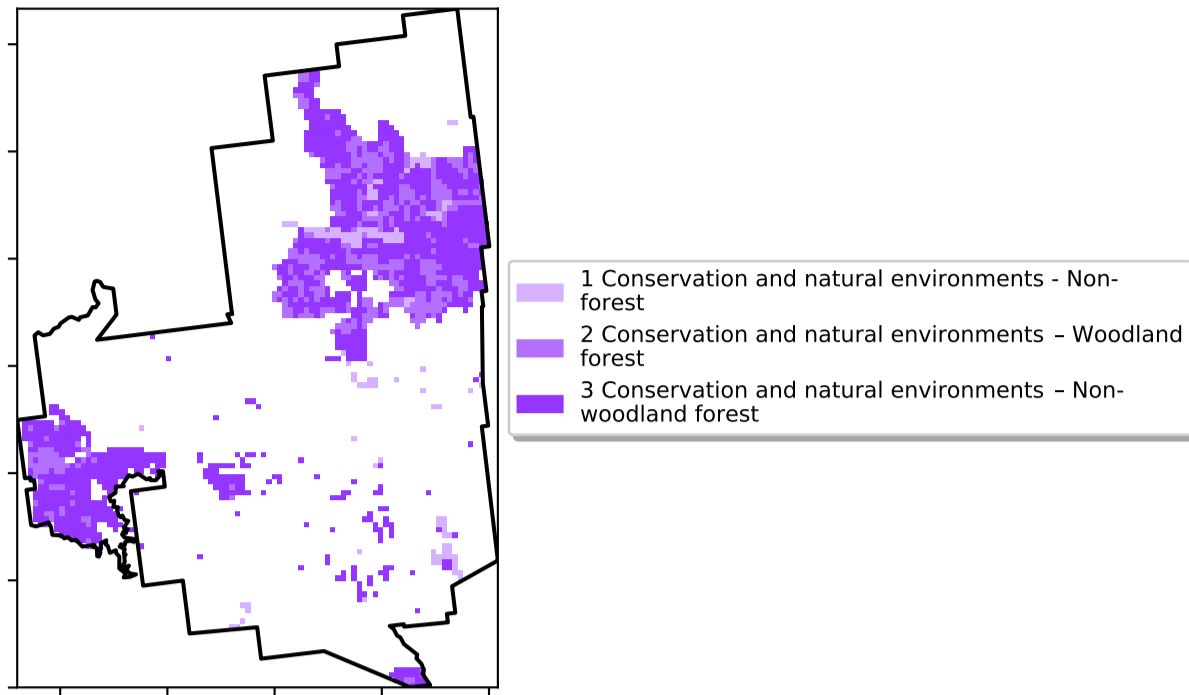 1 Conservation and natural environments - Non-
forest
2 Conservation and natural environments – Woodland
forest
3 Conservation and natural environments – Non-
woodland forest